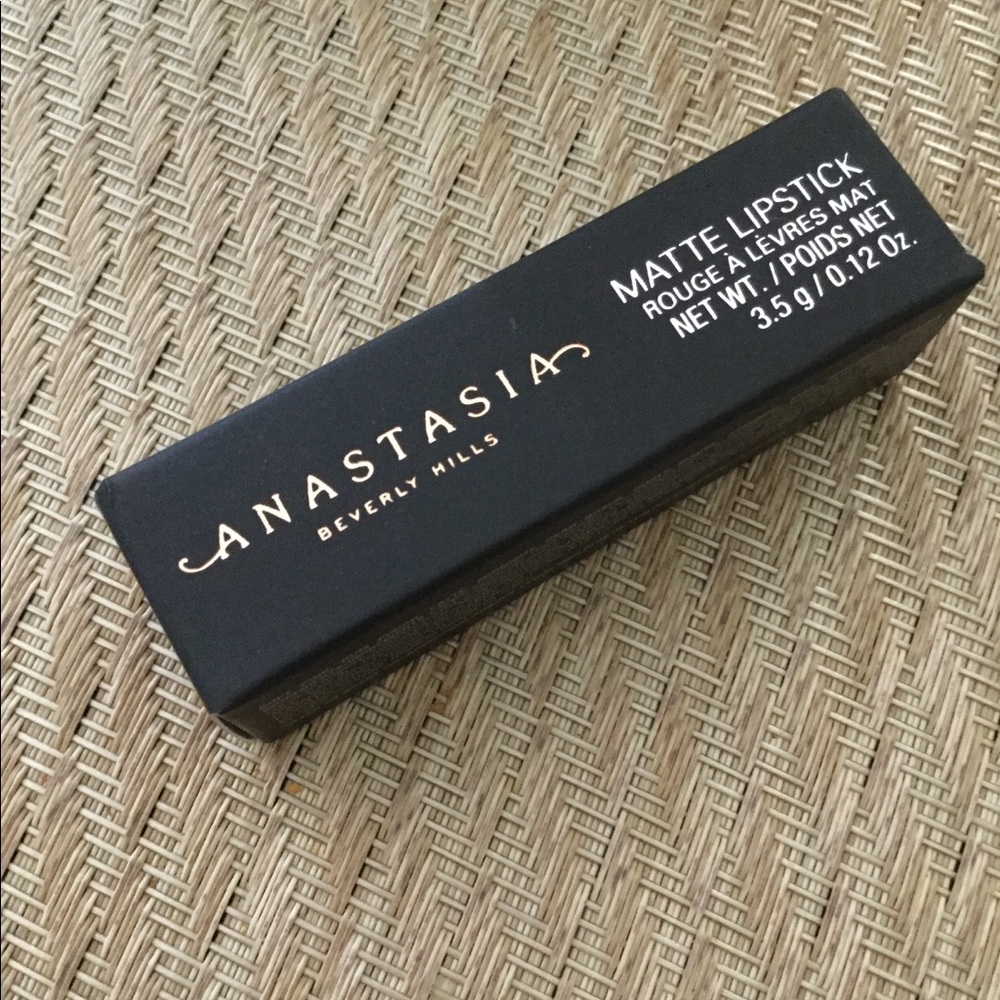 ANASTASIA
BEVERLY HILLS
MATTE LIPSTICK
ROUGE À LÈVRES MAT
NET WT. / POIDS NET
3.5 g / 0.12 Oz.